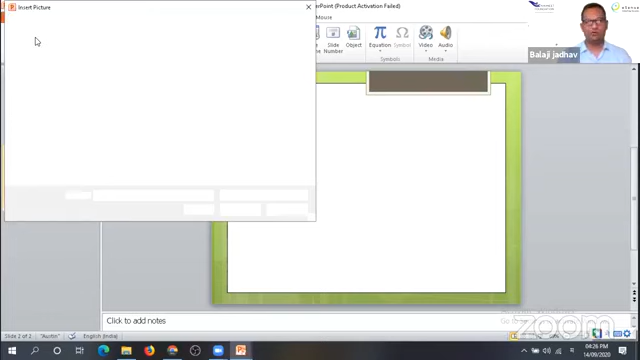 Insert Picture
PowerPoint (Product Activation Failed)
Mouse
Slide
Number
Object
Equation
Symbol
Video
Audio
Symbols
Media
Balaji jadhav
Click to add notes
Slide 2 of 2
"Austin"
English (India)
zoom
04:26 PM
14/09/2020